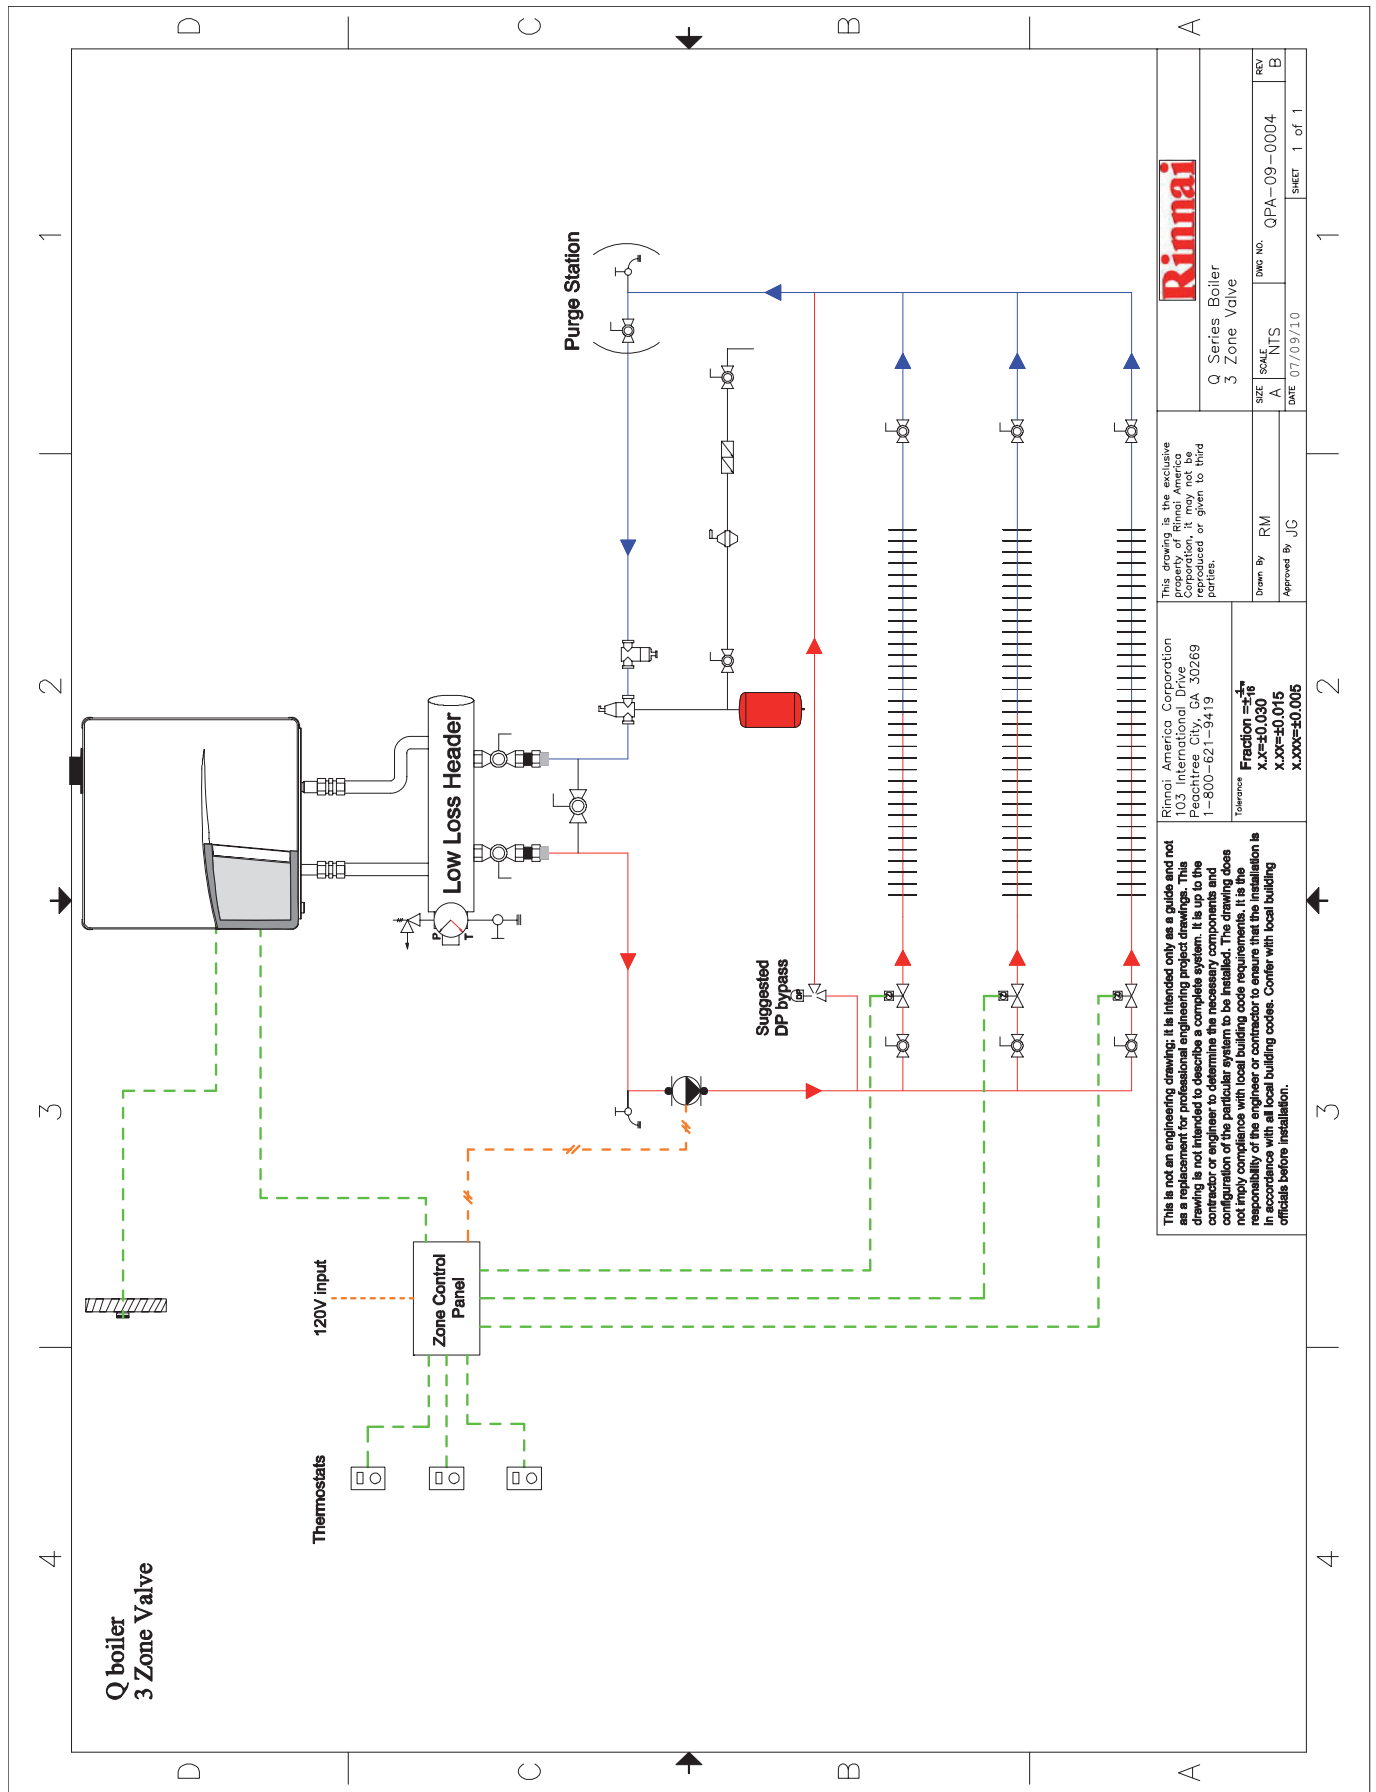 Q boiler
3 Zone Valve
4
3
2
1
D
C
B
A
D
C
B
A
4
3
2
1
Thermostats
120V input
Zone Control
Panel
Low Loss Header
P
T
Purge Station
Suggested
DP bypass
DP
This is not an engineering drawing; it is intended only as a guide and not
as a replacement for professional engineering project drawings. This
drawing is not intended to describe a complete system. It is up to the
contractor or engineer to determine the necessary components and
configuration of the particular system to be installed. The drawing does
not imply compliance with local building code requirements. It is the
responsibility of the engineer or contractor to ensure that the installation is
in accordance with all local building codes. Confer with local building
officials before installation.
Rinnai America Corporation
103 International Drive
Peachtree City, GA 30269
1-800-621-9419
Tolerance
Fraction =±1/16"
X.X=±0.030
X.XX=±0.015
X.XXX=±0.005
This drawing is the exclusive
property of Rinnai America
Corporation, it may not be
reproduced or given to third
parties.
Drawn By RM
Approved By JG
Rinnai
Q Series Boiler
3 Zone Valve
SIZE A
SCALE NTS
DWG NO. QPA-09-0004
REV B
DATE 07/09/10
SHEET 1 of 1